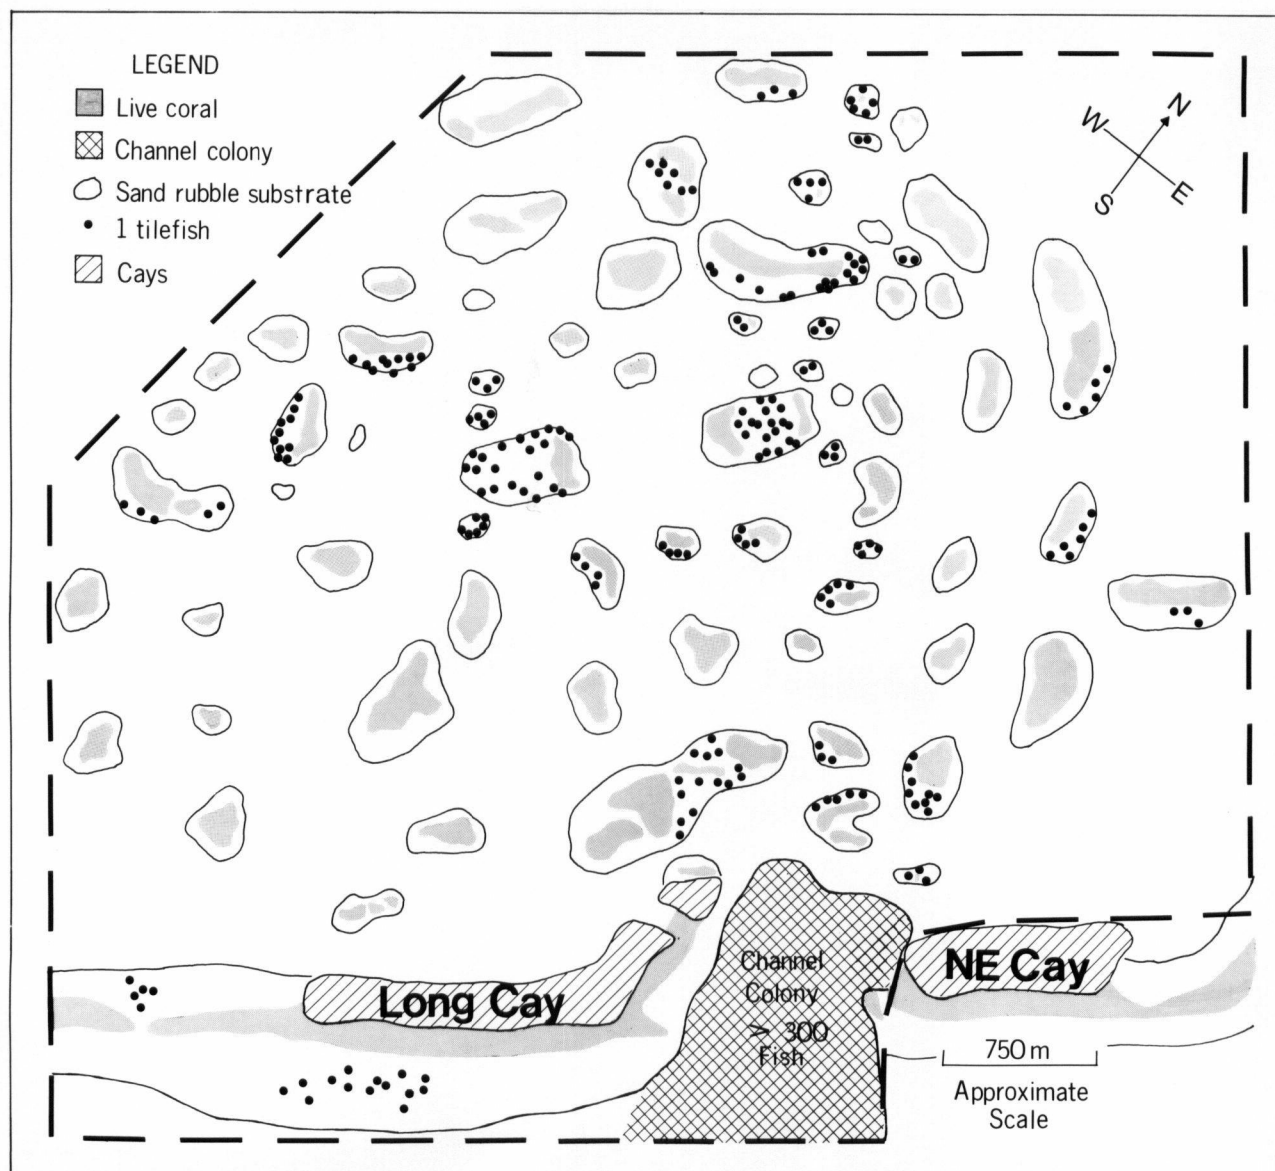 LEGEND
Live coral
Channel colony
Sand rubble substrate
1 tilefish
Cays
N
W
S
E
Channel
Colony
> 300
Fish
Long Cay
NE Cay
750 m
Approximate
Scale